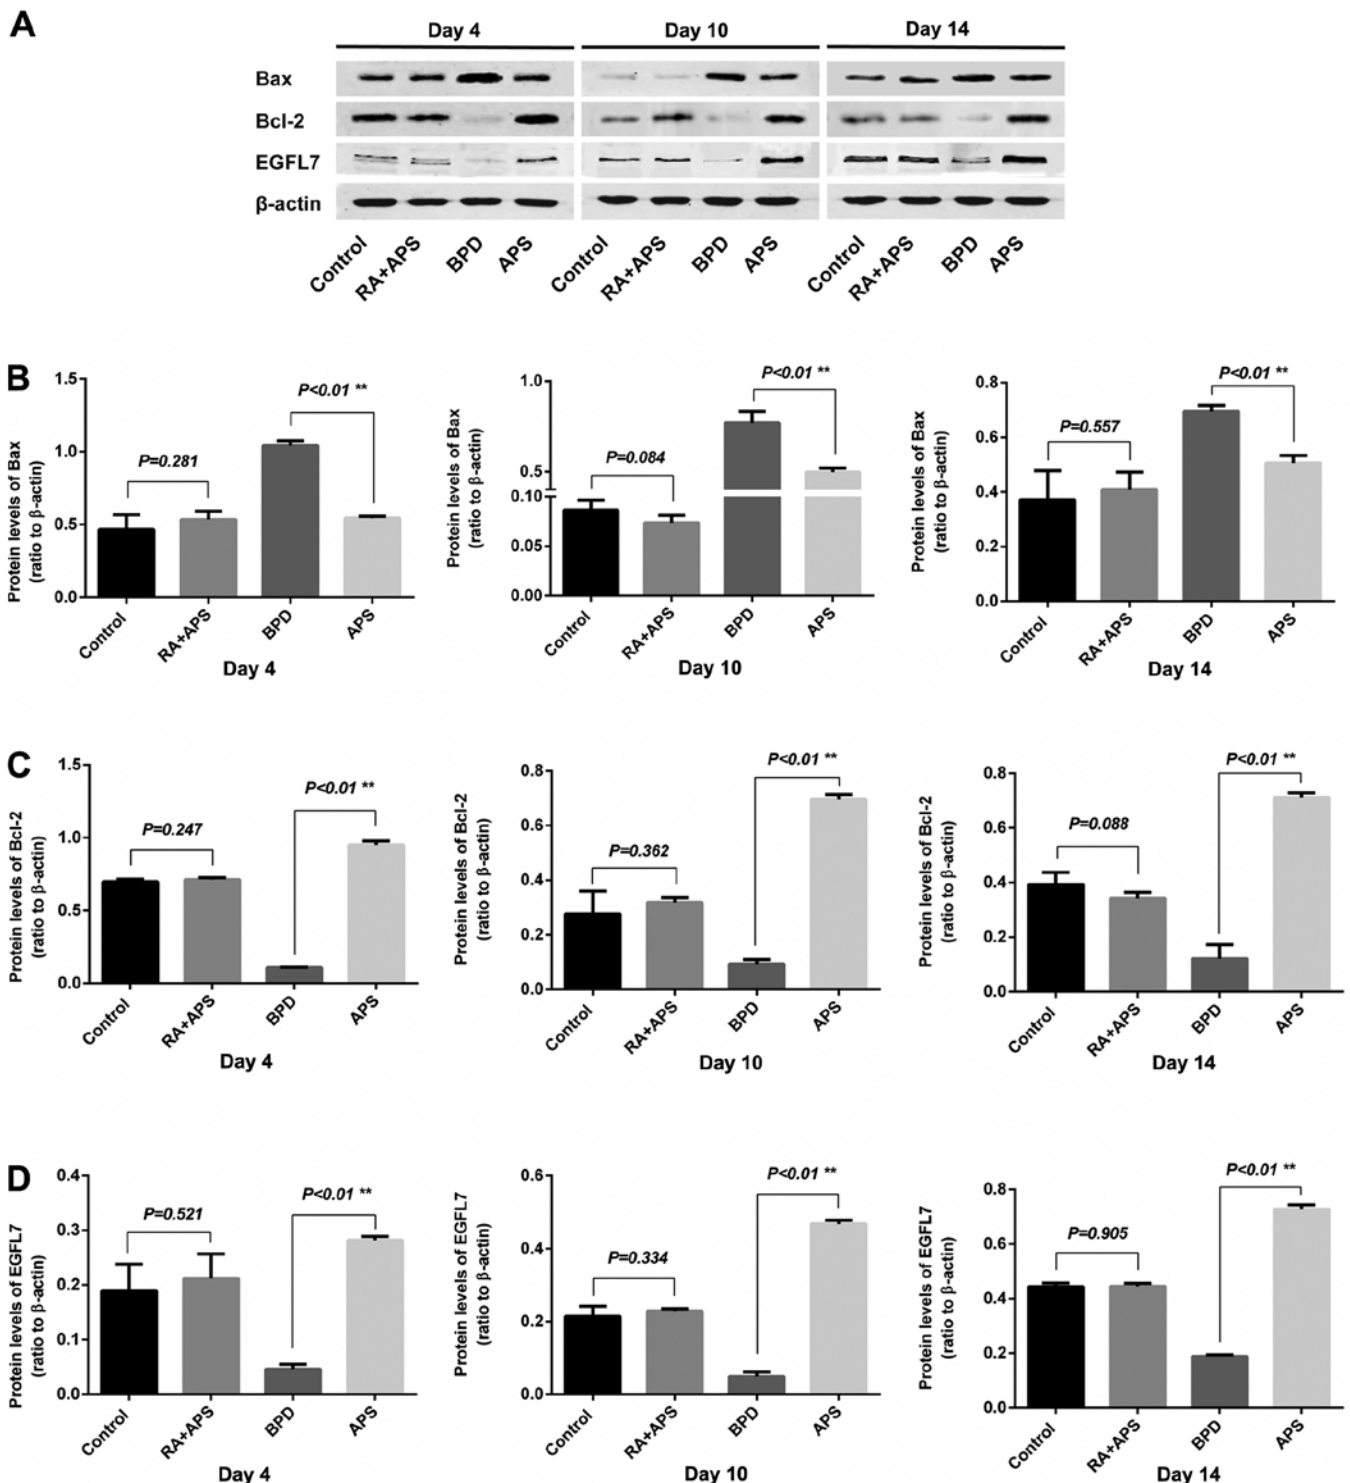 A
Day 4 Day 10 Day 14
Bax
Bcl-2
EGFL7
β-actin
Control RA+APS BPD APS Control RA+APS BPD APS Control RA+APS BPD APS
B
Protein levels of Bax
(ratio to β-actin)
1.5
1.0
0.5
0.0
P=0.281
P<0.01 **
Control RA+APS BPD APS
Day 4
Protein levels of Bax
(ratio to β-actin)
1.0
0.5
0.10
0.05
0.00
P=0.084
P<0.01 **
Control RA+APS BPD APS
Day 10
Protein levels of Bax
(ratio to β-actin)
0.8
0.6
0.4
0.2
0.0
P=0.557
P<0.01 **
Control RA+APS BPD APS
Day 14
C
Protein levels of Bcl-2
(ratio to β-actin)
1.5
1.0
0.5
0.0
P=0.247
P<0.01 **
Control RA+APS BPD APS
Day 4
Protein levels of Bcl-2
(ratio to β-actin)
0.8
0.6
0.4
0.2
0.0
P=0.362
P<0.01 **
Control RA+APS BPD APS
Day 10
Protein levels of Bcl-2
(ratio to β-actin)
0.8
0.6
0.4
0.2
0.0
P=0.088
P<0.01 **
Control RA+APS BPD APS
Day 14
D
Protein levels of EGFL7
(ratio to β-actin)
0.4
0.3
0.2
0.1
0.0
P=0.521
P<0.01 **
Control RA+APS BPD APS
Day 4
Protein levels of EGFL7
(ratio to β-actin)
0.6
0.4
0.2
0.0
P=0.334
P<0.01 **
Control RA+APS BPD APS
Day 10
Protein levels of EGFL7
(ratio to β-actin)
0.8
0.6
0.4
0.2
0.0
P=0.905
P<0.01 **
Control RA+APS BPD APS
Day 14